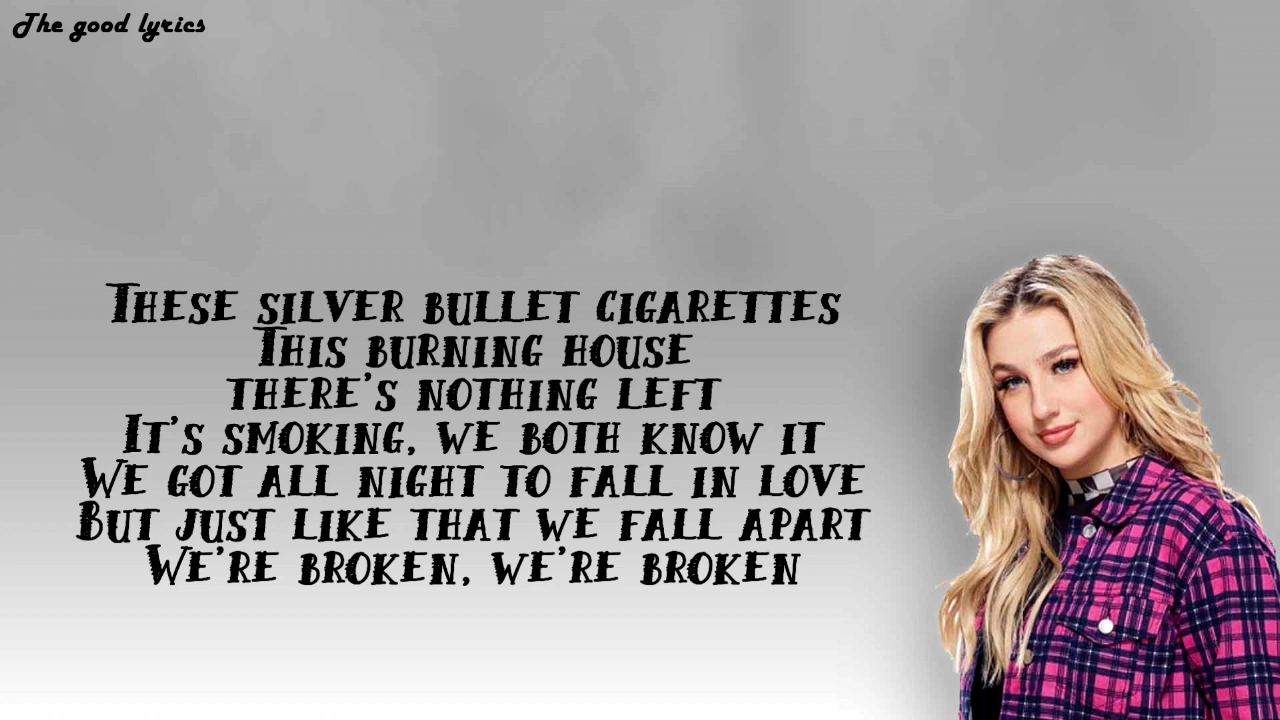 The good lyrics
These silver bullet cigarettes
This burning house
there's nothing left
It's smoking, we both know it
We got all night to fall in love
But just like that we fall apart
We're broken, we're broken